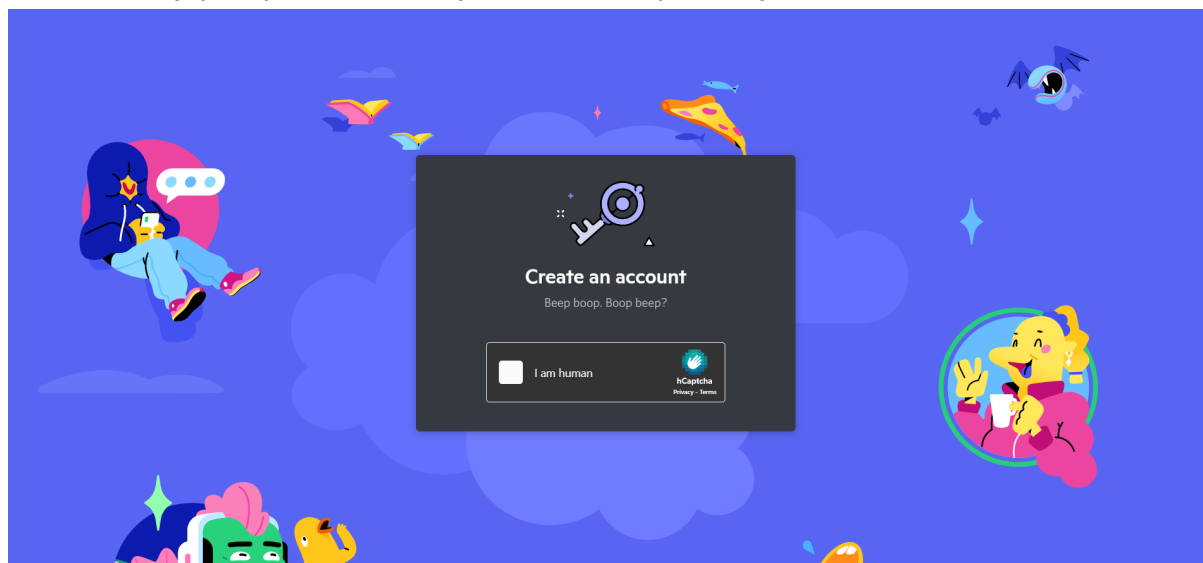 Create an account
Beep boop. Boop beep?
I am human
hCaptcha
Privacy - Terms